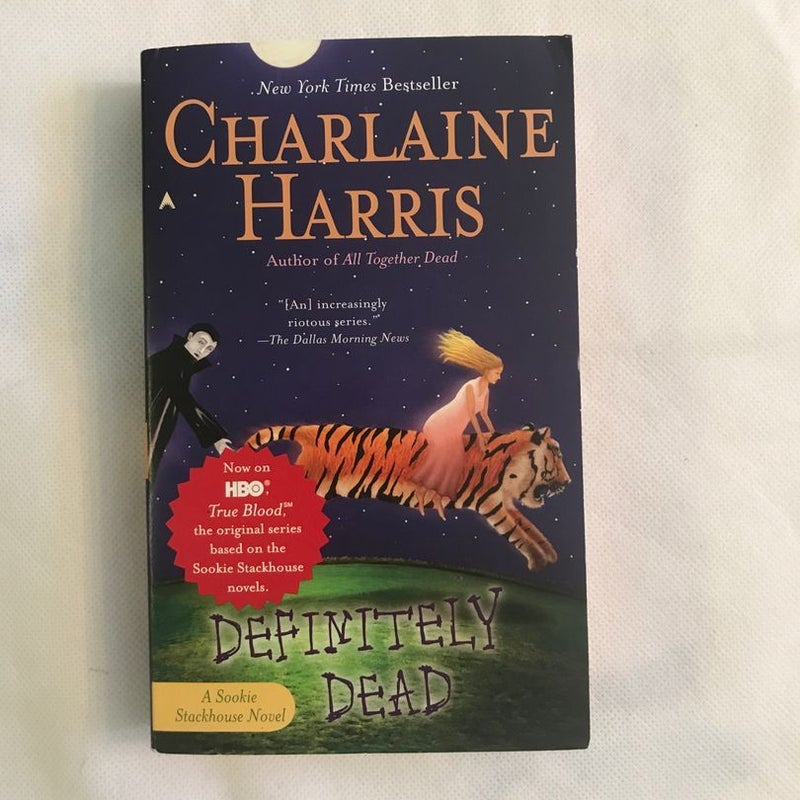 New York Times Bestseller
CHARLAINE
HARRIS
Author of All Together Dead
"[An] increasingly
riotous series."*
—The Dallas Morning News
Now on
HBO®,
True Blood,℠
the original series
based on the
Sookie Stackhouse
novels.
DEFINITELY
DEAD
A Sookie
Stackhouse Novel